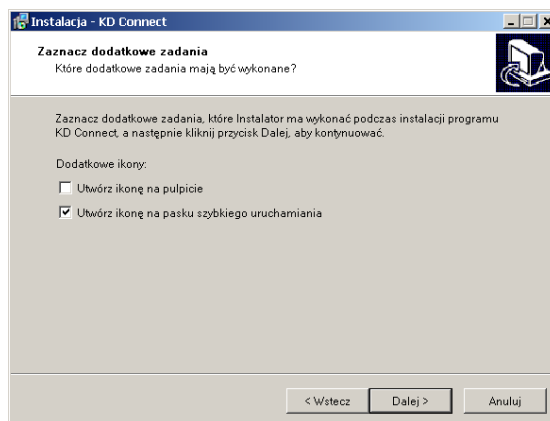 Instalacja - KD Connect
Zaznacz dodatkowe zadania
Które dodatkowe zadania mają być wykonane?
Zaznacz dodatkowe zadania, które Instalator ma wykonać podczas instalacji programu
KD Connect, a następnie kliknij przycisk Dalej, aby kontynuować.
Dodatkowe ikony:
Utwórz ikonę na pulpicie
Utwórz ikonę na pasku szybkiego uruchamiania
< Wstecz
Dalej >
Anuluj